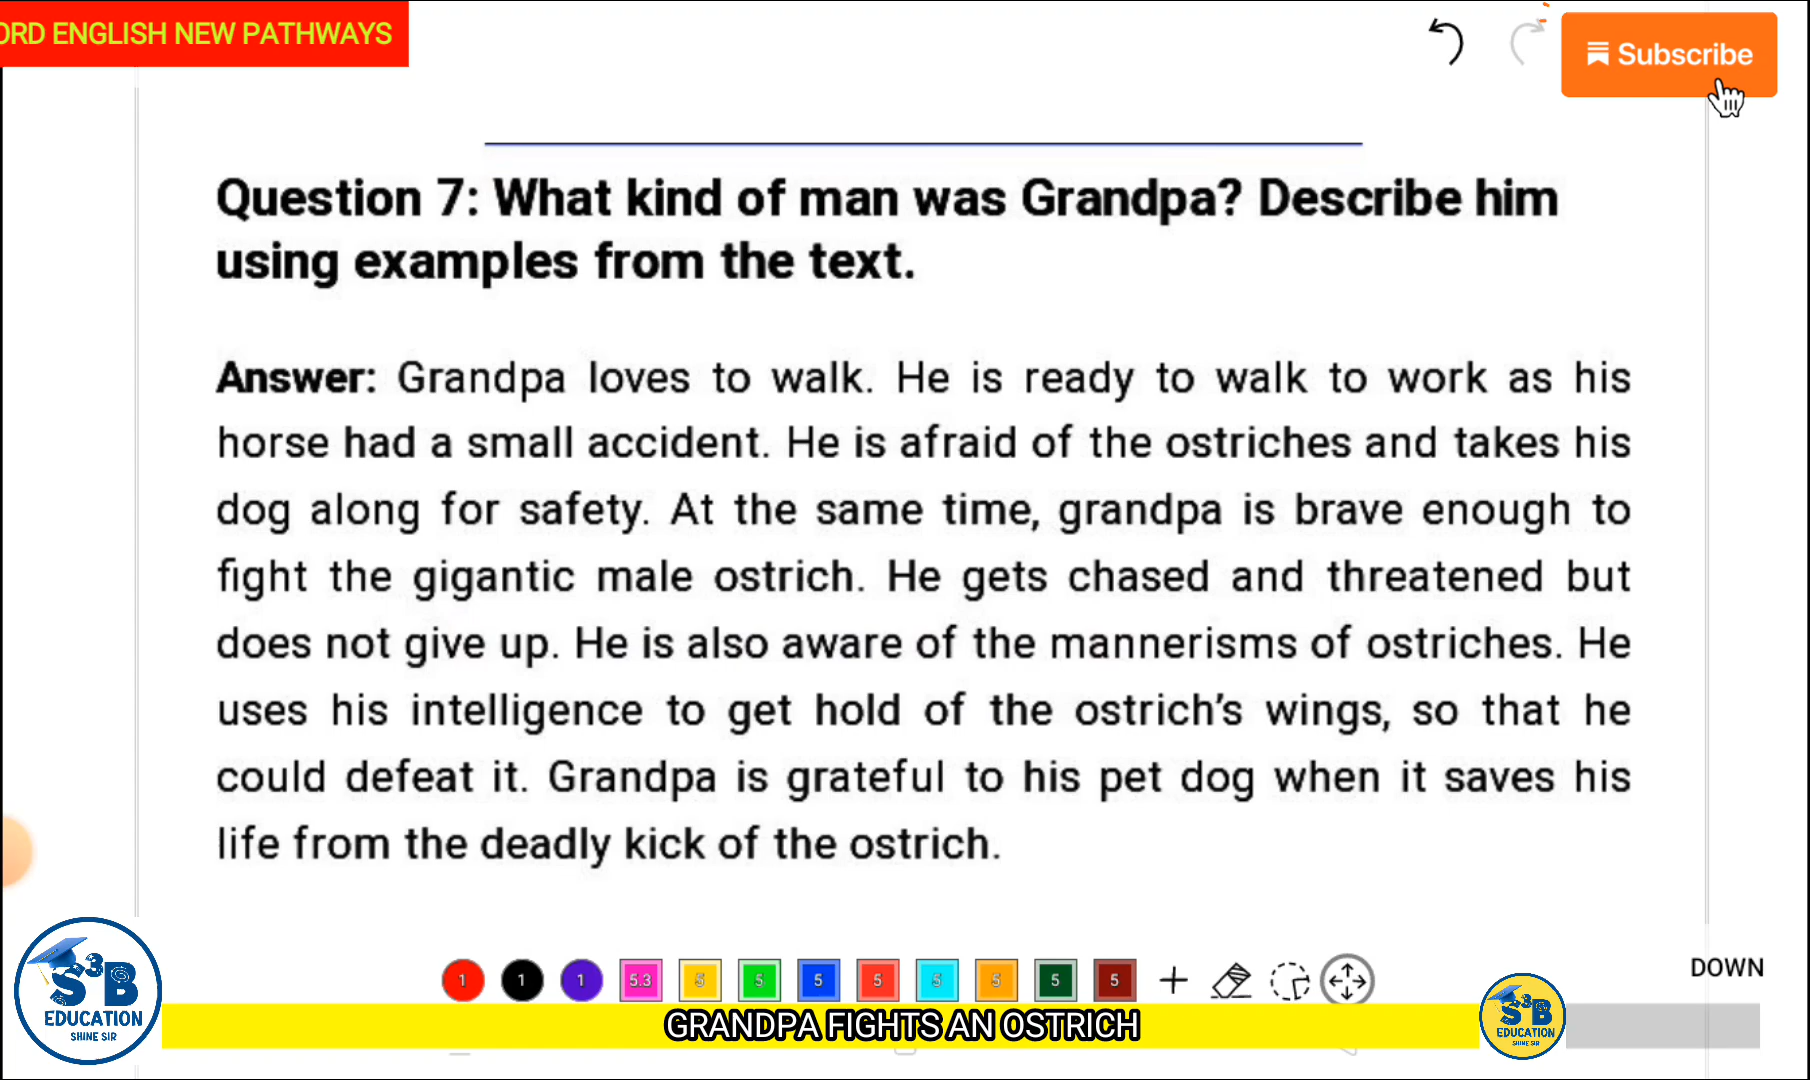 ORD ENGLISH NEW PATHWAYS
Subscribe
Question 7: What kind of man was Grandpa? Describe him
using examples from the text.
Answer: Grandpa loves to walk. He is ready to walk to work as his
horse had a small accident. He is afraid of the ostriches and takes his
dog along for safety. At the same time, grandpa is brave enough to
fight the gigantic male ostrich. He gets chased and threatened but
does not give up. He is also aware of the mannerisms of ostriches. He
uses his intelligence to get hold of the ostrich’s wings, so that he
could defeat it. Grandpa is grateful to his pet dog when it saves his
life from the deadly kick of the ostrich.
S3B
EDUCATION
SHINE SIR
1 1 1 5.3 5 5 5 5 5 5 5 5
DOWN
GRANDPA FIGHTS AN OSTRICH
S3B
EDUCATION
SHINE SIR